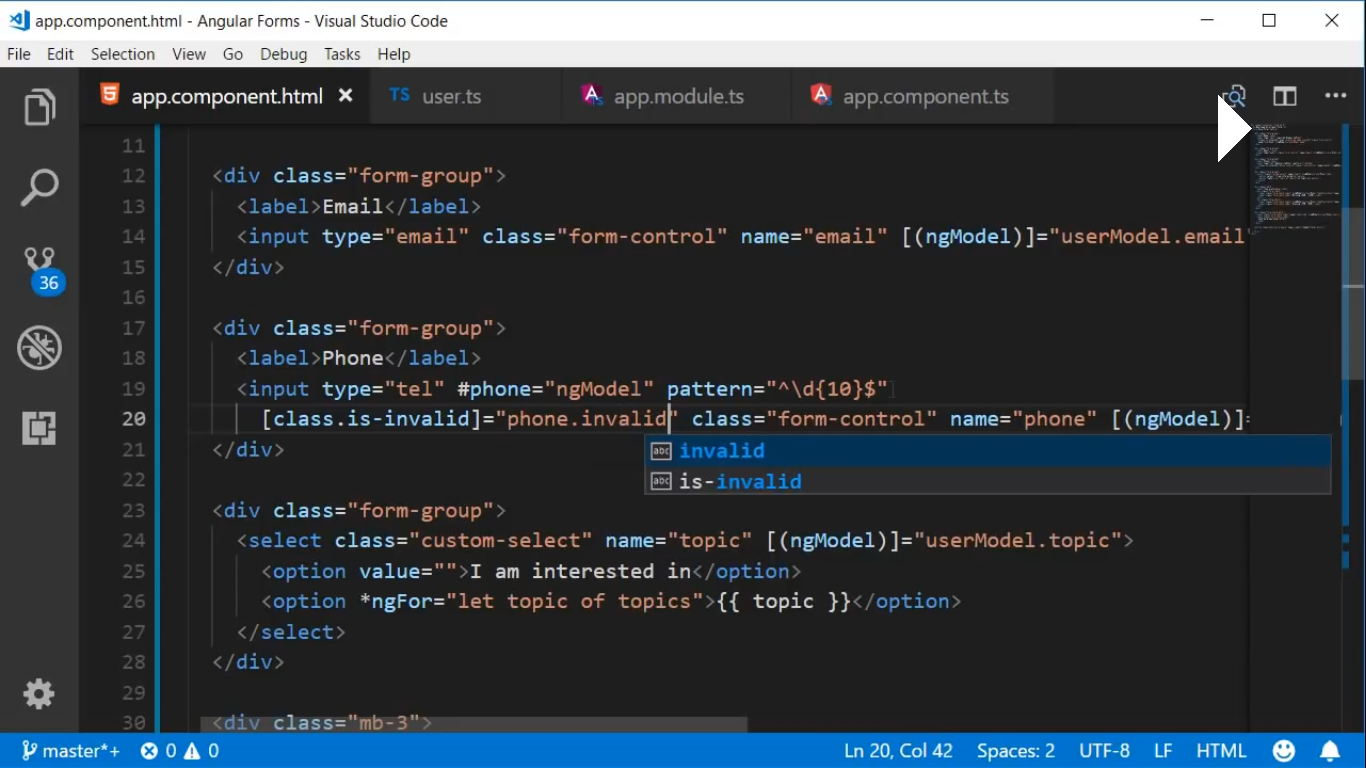 app.component.html - Angular Forms - Visual Studio Code
File Edit Selection View Go Debug Tasks Help
app.component.html TS user.ts app.module.ts app.component.ts
11
12 <div class="form-group">
13 <label>Email</label>
14 <input type="email" class="form-control" name="email" [(ngModel)]="userModel.email"
15 </div>
16
17 <div class="form-group">
18 <label>Phone</label>
19 <input type="tel" #phone="ngModel" pattern="^\d{10}$"
20 [class.is-invalid]="phone.invalid" class="form-control" name="phone" [(ngModel)]=
21 </div>
abc invalid
22
abc is-invalid
23 <div class="form-group">
24 <select class="custom-select" name="topic" [(ngModel)]="userModel.topic">
25 <option value="">I am interested in</option>
26 <option *ngFor="let topic of topics">{{ topic }}</option>
27 </select>
28 </div>
29
30 <div class="mb-3">
36
master*+ 0 0 Ln 20, Col 42 Spaces: 2 UTF-8 LF HTML